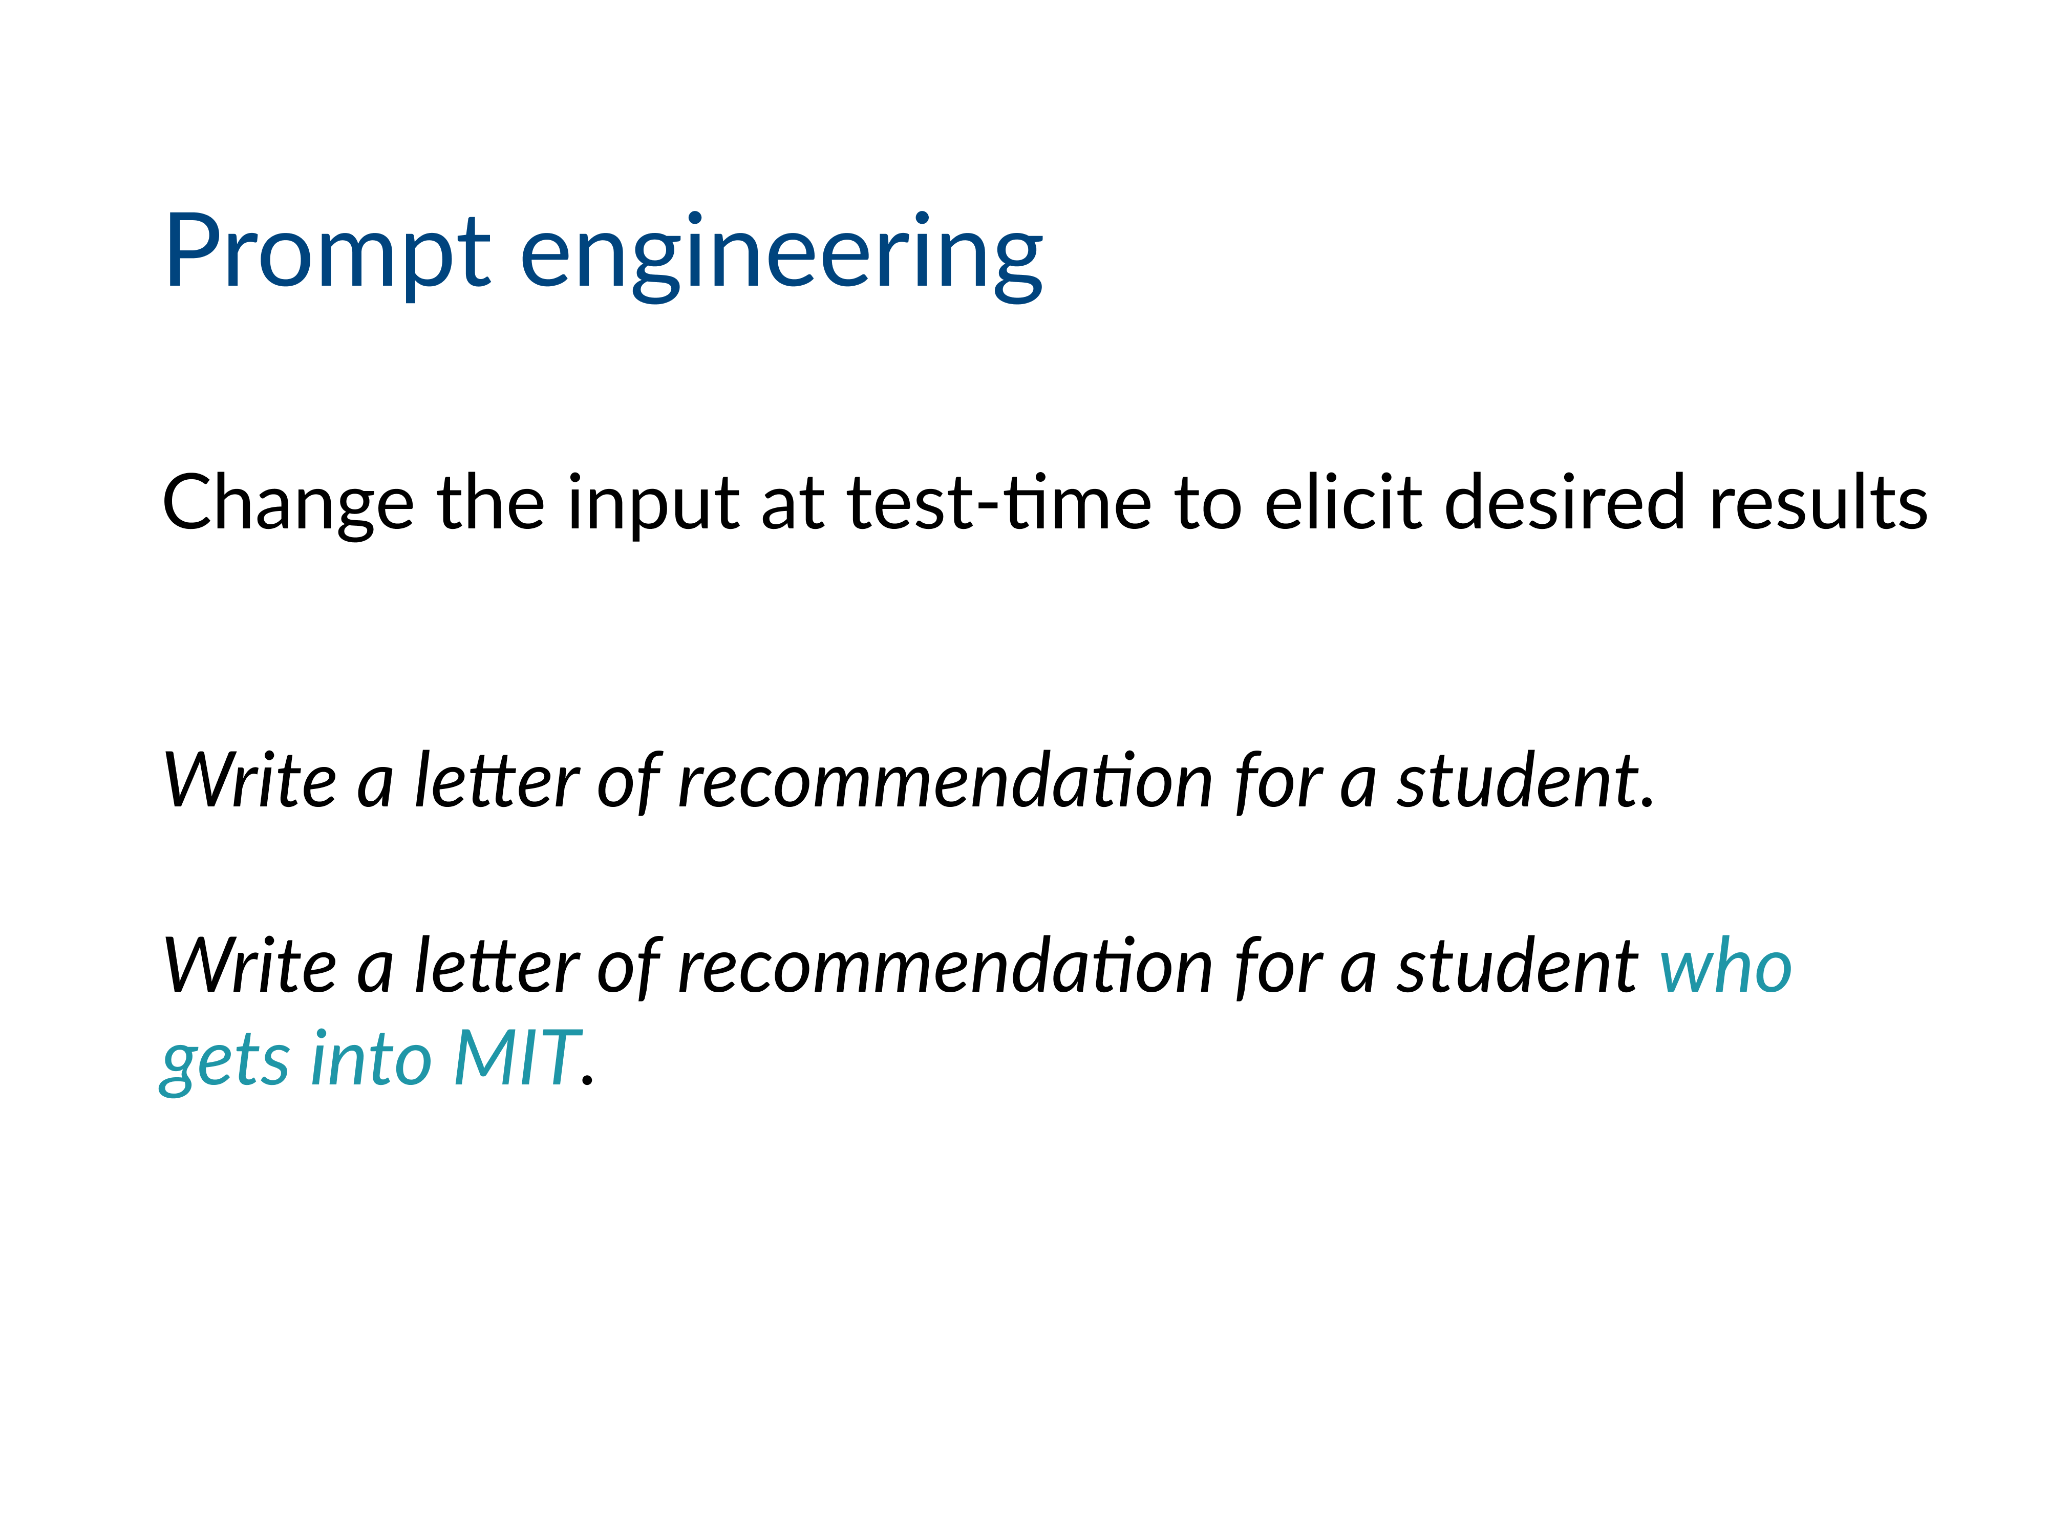 Prompt engineering
Change the input at test-time to elicit desired results
Write a letter of recommendation for a student.
Write a letter of recommendation for a student who
gets into MIT.